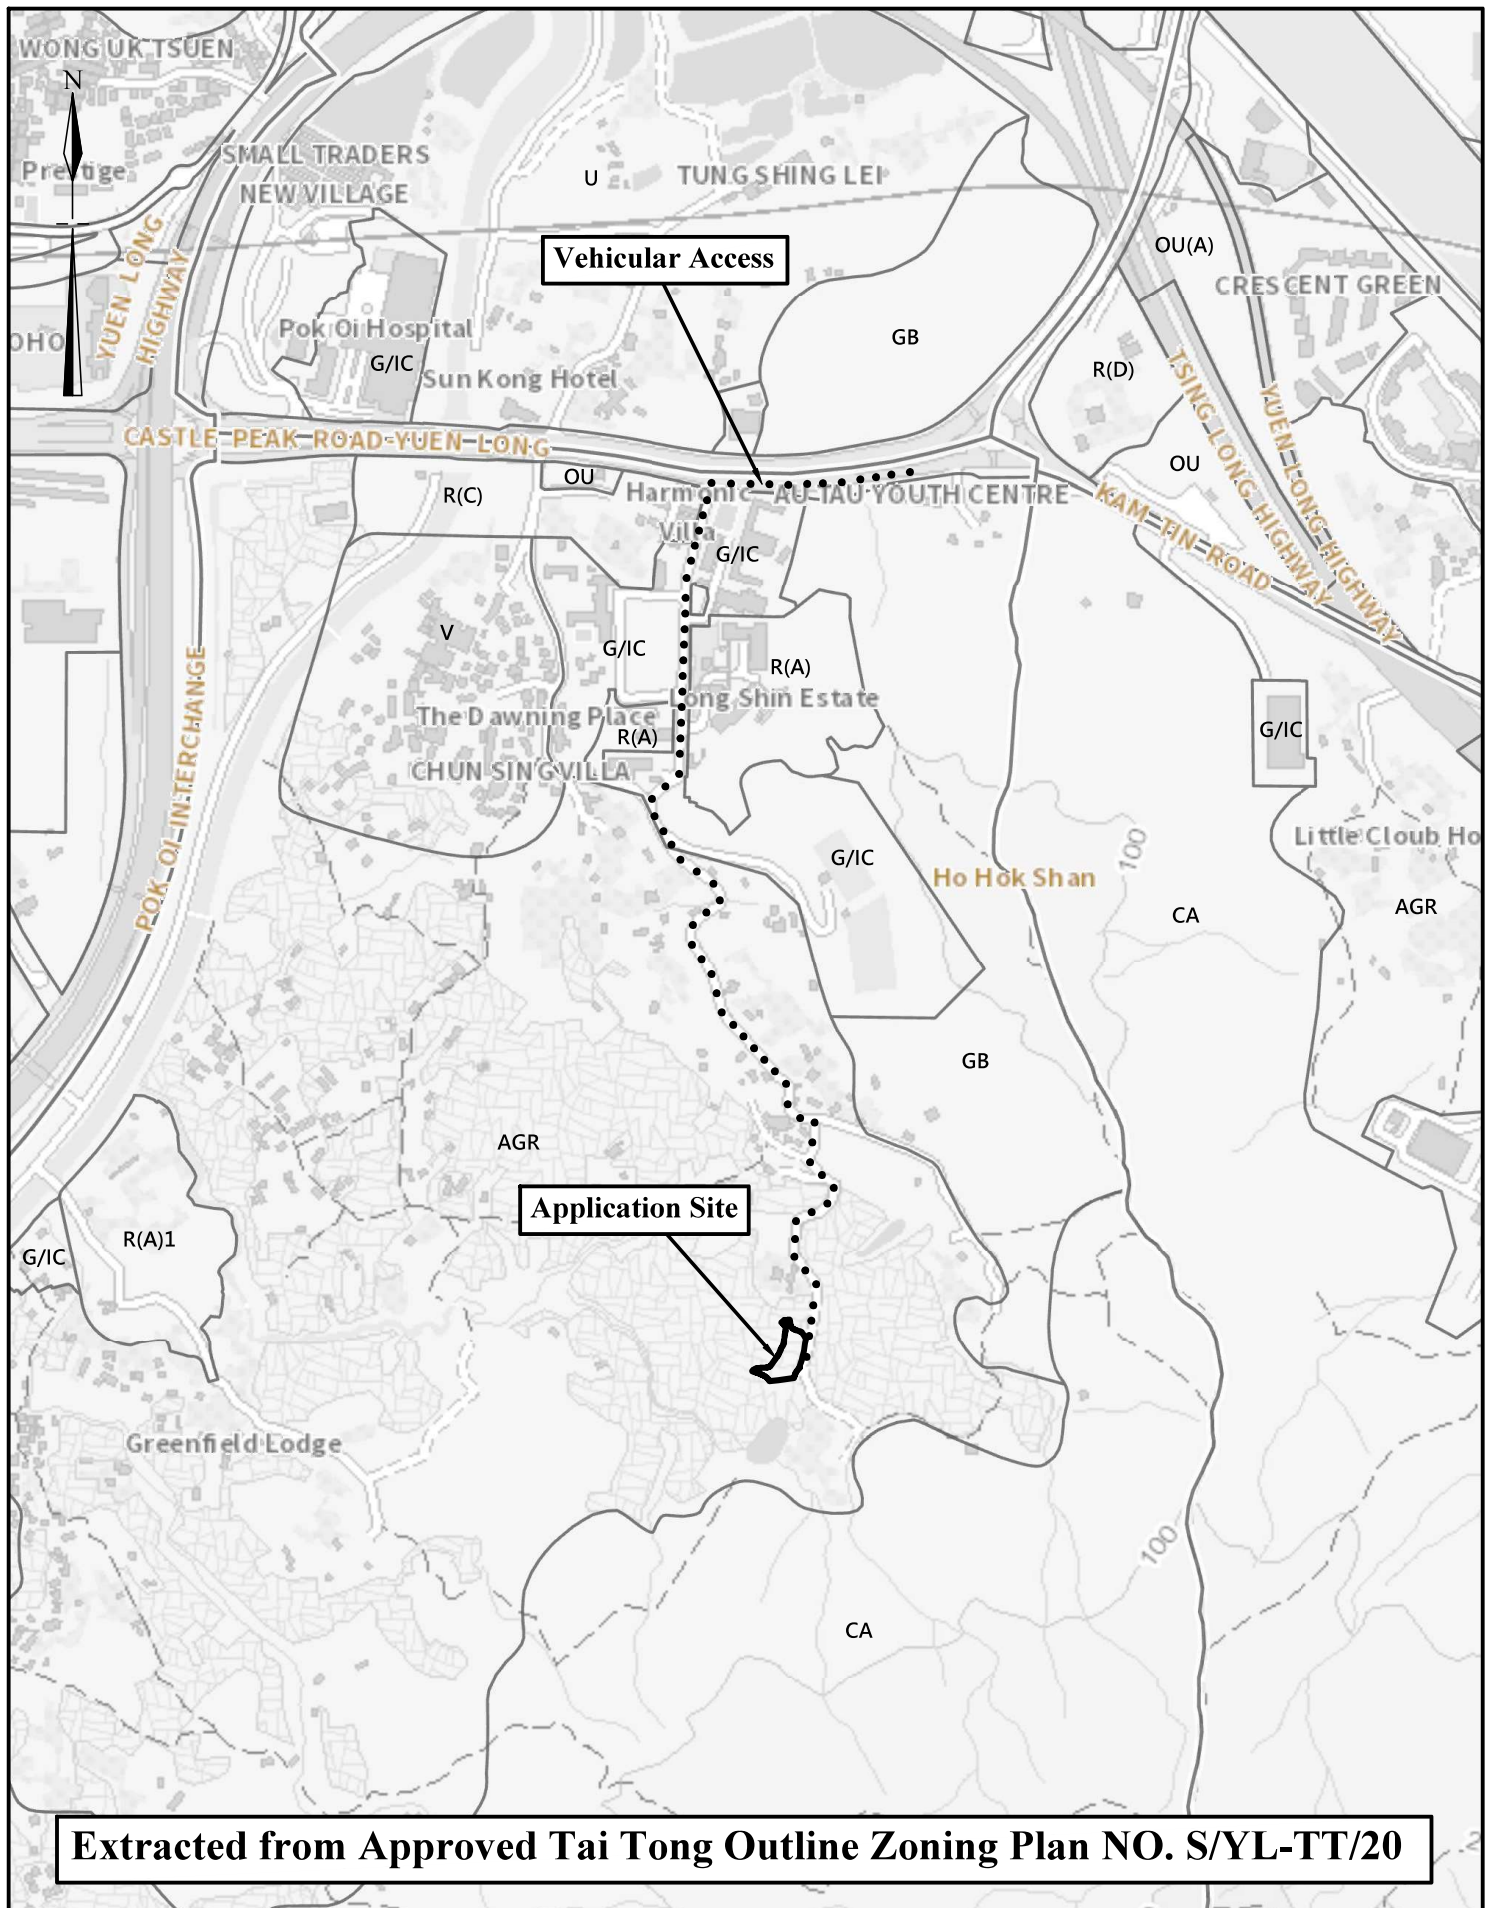 WONG UK TSUEN
N
Prestige
SMALL TRADERS
NEW VILLAGE
U
TUNG SHING LEI
YUEN LONG
HIGHWAY
Vehicular Access
OU(A)
CRESCENT GREEN
OHO
Pok Oi Hospital
G/IC
Sun Kong Hotel
GB
R(D)
TSING LONG HIGHWAY
YUEN LONG HIGHWAY
CASTLE PEAK ROAD-YUEN LONG
R(C)
OU
OU
Harmonic
Villa
AU TAU YOUTH CENTRE
KAM TIN ROAD
G/IC
V
G/IC
R(A)
Long Shin Estate
The Dawning Place
R(A)
G/IC
CHUN SING VILLA
POK OI INTERCHANGE
G/IC
Ho Hok Shan
100
Little Cloub Ho
CA
AGR
GB
AGR
Application Site
R(A)1
G/IC
Greenfield Lodge
100
CA
Extracted from Approved Tai Tong Outline Zoning Plan NO. S/YL-TT/20